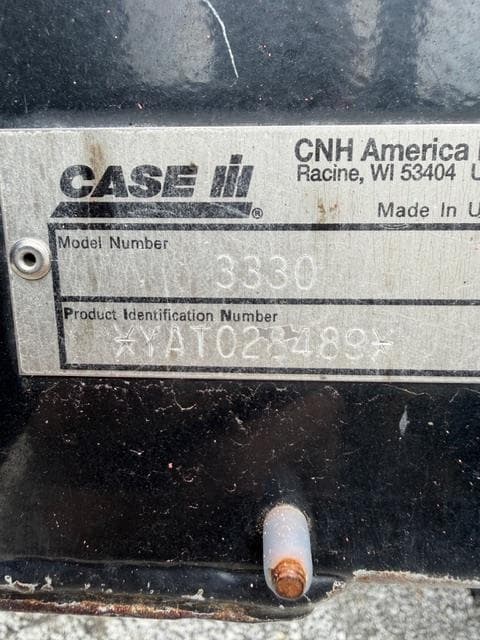 CASE IH
®
CNH America
Racine, WI 53404 U
Made in U
Model Number
3330
Product Identification Number
*YAT028489*